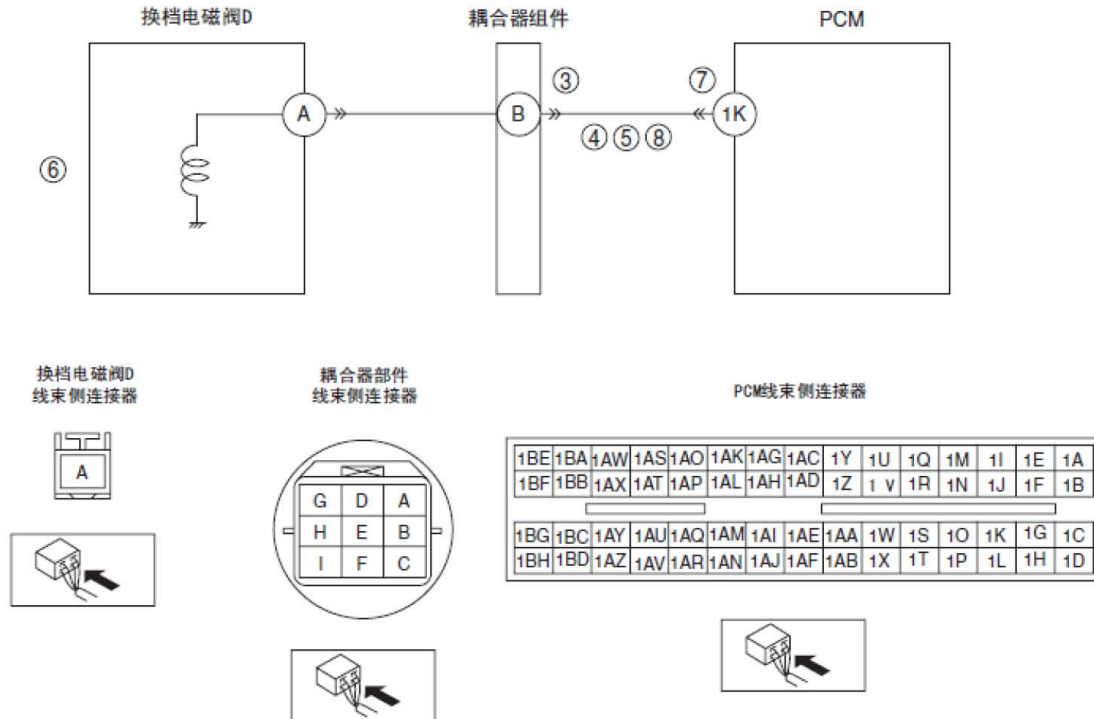 换档电磁阀D 耦合器组件 PCM
③ ⑦
A B 1K
④ ⑤ ⑧
⑥
换档电磁阀D
线束侧连接器
耦合器部件
线束侧连接器
PCM线束侧连接器
A
G D A
H E B
I F C
1BE 1BA 1AW 1AS 1AO 1AK 1AG 1AC 1Y 1U 1Q 1M 1I 1E 1A
1BF 1BB 1AX 1AT 1AP 1AL 1AH 1AD 1Z 1V 1R 1N 1J 1F 1B
1BG 1BC 1AY 1AU 1AQ 1AM 1AI 1AE 1AA 1W 1S 1O 1K 1G 1C
1BH 1BD 1AZ 1AV 1AR 1AN 1AJ 1AF 1AB 1X 1T 1P 1L 1H 1D